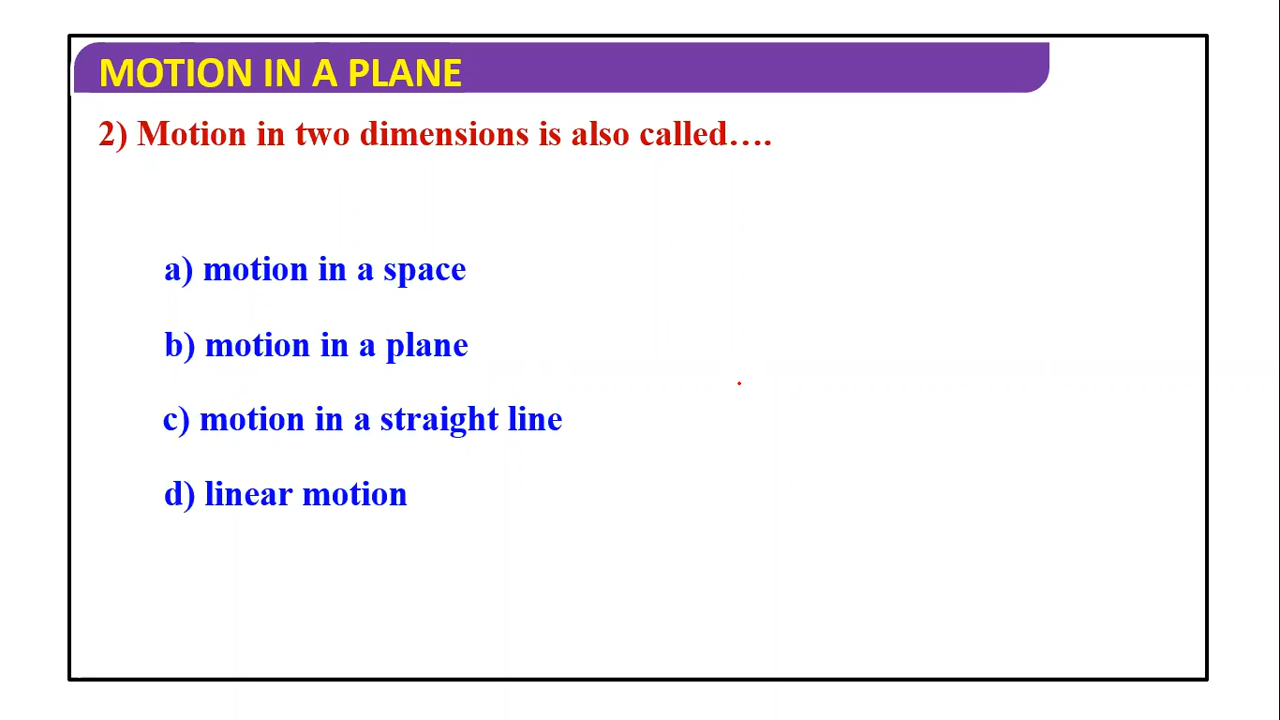 MOTION IN A PLANE
2) Motion in two dimensions is also called….
a) motion in a space
b) motion in a plane
c) motion in a straight line
d) linear motion